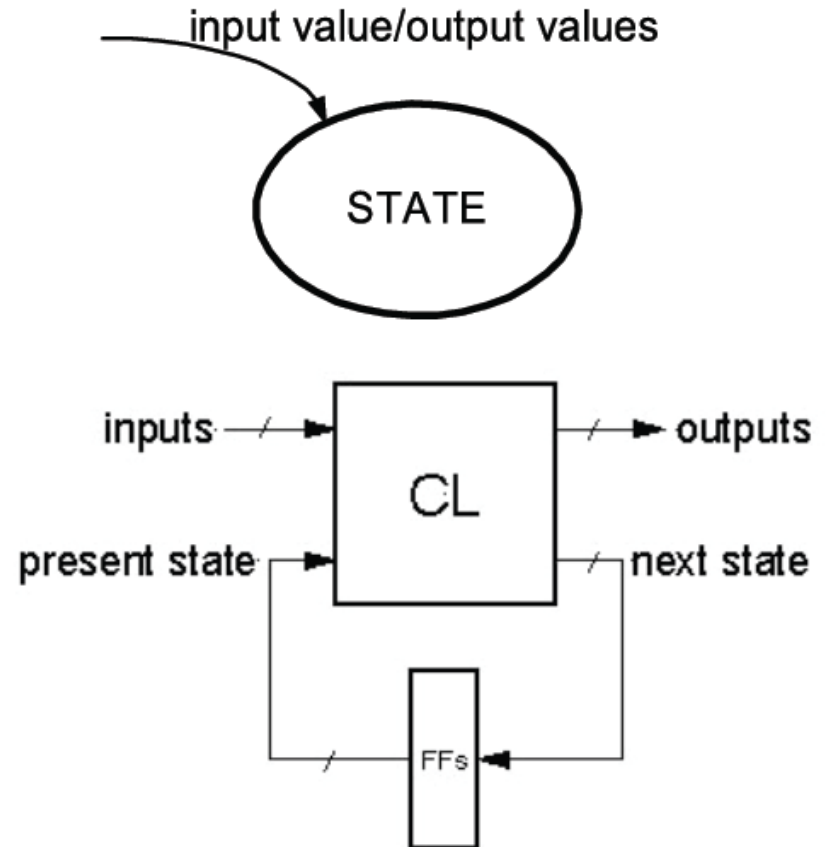 input value/output values
STATE
inputs
outputs
CL
present state
next state
FFs